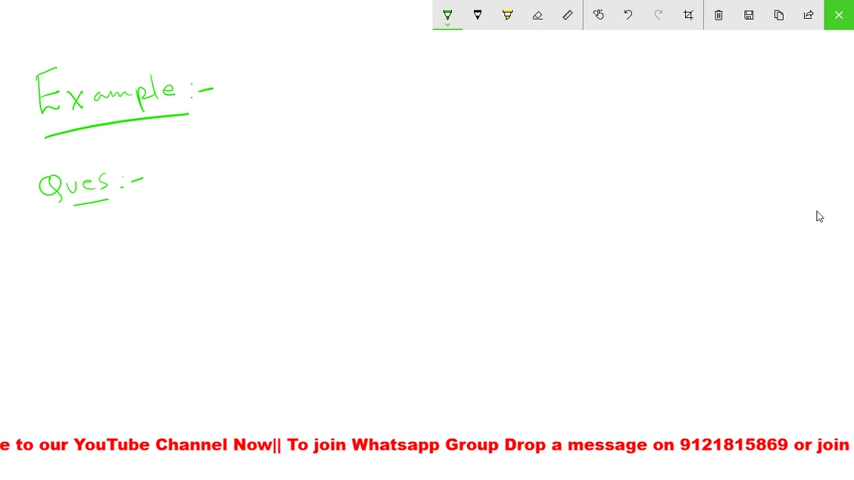 Example :-
Ques :-
e to our YouTube Channel Now|| To join Whatsapp Group Drop a message on 9121815869 or join